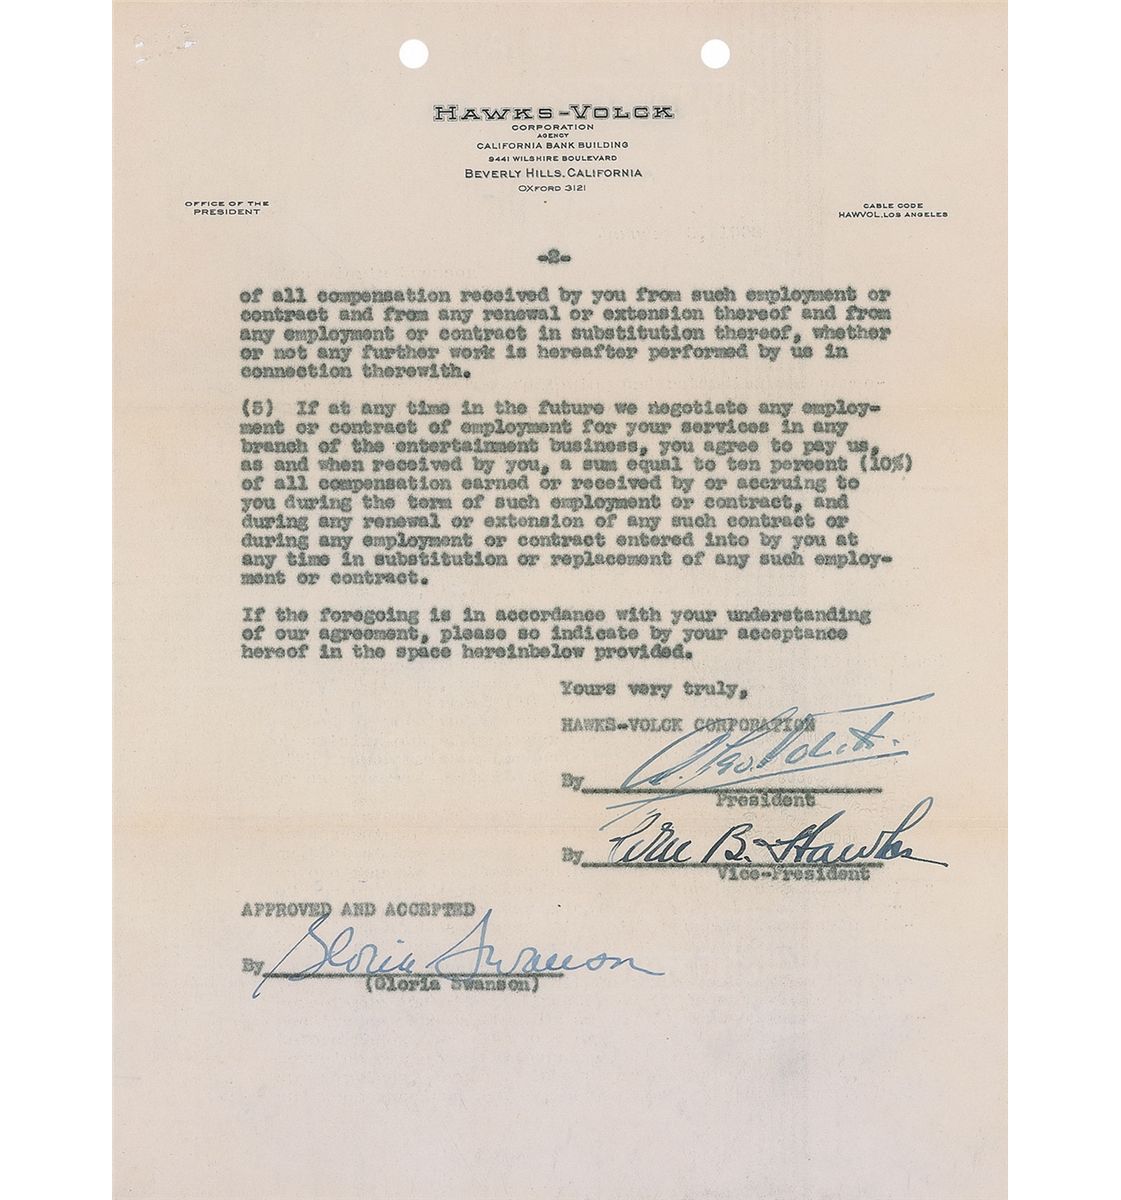 HAWKS-VOLCK
CORPORATION
AGENCY
CALIFORNIA BANK BUILDING
9441 WILSHIRE BOULEVARD
BEVERLY HILLS, CALIFORNIA
OXFORD 3121
OFFICE OF THE
PRESIDENT
CABLE CODE
HAWVOL, LOS ANGELES
-2-
of all compensation received by you from such employment or
contract and from any renewal or extension thereof and from
any employment or contract in substitution thereof, whether
or not any further work is hereafter performed by us in
connection therewith.
(5) If at any time in the future we negotiate any employ-
ment or contract of employment for your services in any
branch of the entertainment business, you agree to pay us,
as and when received by you, a sum equal to ten percent (10%)
of all compensation earned or received by or accruing to
you during the term of such employment or contract, and
during any renewal or extension of any such contract or
during any employment or contract entered into by you at
any time in substitution or replacement of any such employ-
ment or contract.
If the foregoing is in accordance with your understanding
of our agreement, please so indicate by your acceptance
hereof in the space hereinbelow provided.
Yours very truly,
HAWKS-VOLCK CORPORATION
By
President
By B. Hawks
Vice-President
APPROVED AND ACCEPTED
By Gloria Swanson
(Gloria Swanson)